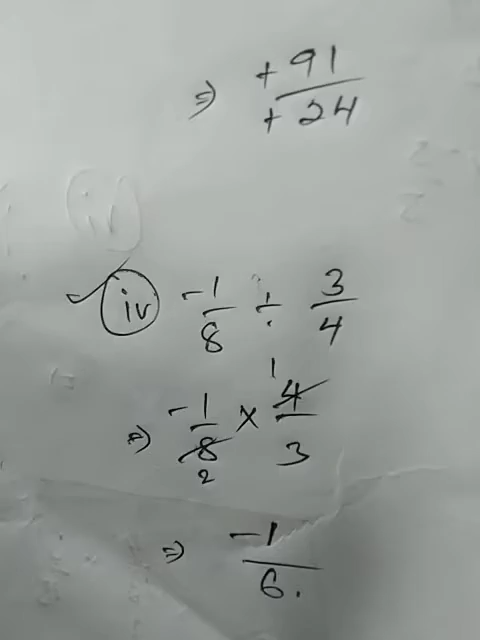 ⇒ +91/+24
(iv) -1/8 ÷ 3/4
⇒ -1/8 × 4/3
1
2
⇒ -1/6.